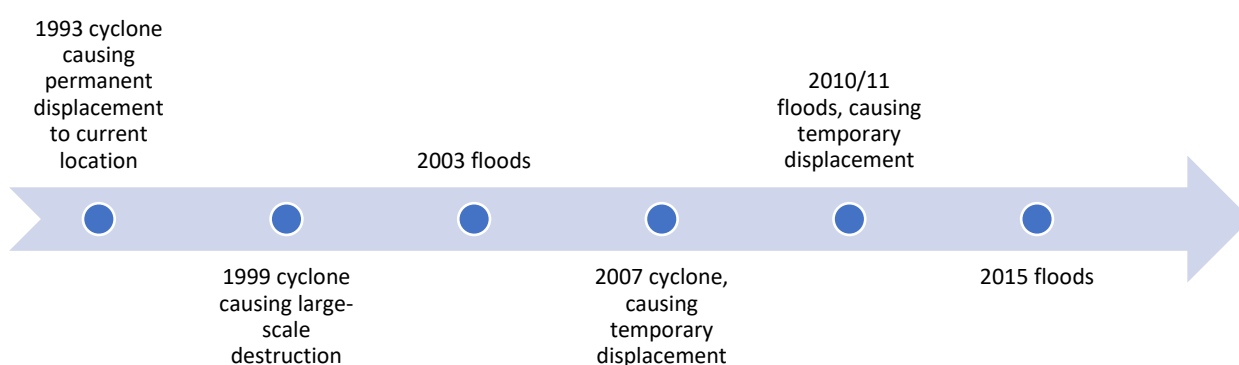 1993 cyclone
causing
permanent
displacement
to current
location
1999 cyclone
causing large-
scale
destruction
2003 floods
2007 cyclone,
causing
temporary
displacement
2010/11
floods, causing
temporary
displacement
2015 floods